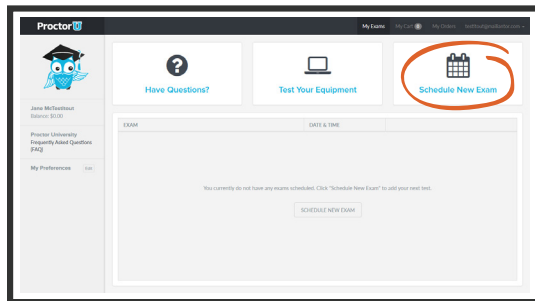 ProctorU
My Exams My Cart My Orders
Have Questions?
Test Your Equipment
Schedule New Exam
Jane McTesttout
Balance: $0.00
Proctor University
Frequently Asked Questions
(FAQ)
My Preferences Edit
EXAM DATE & TIME
You currently do not have any exams scheduled. Click "Schedule New Exam" to add your next test.
SCHEDULE NEW EXAM